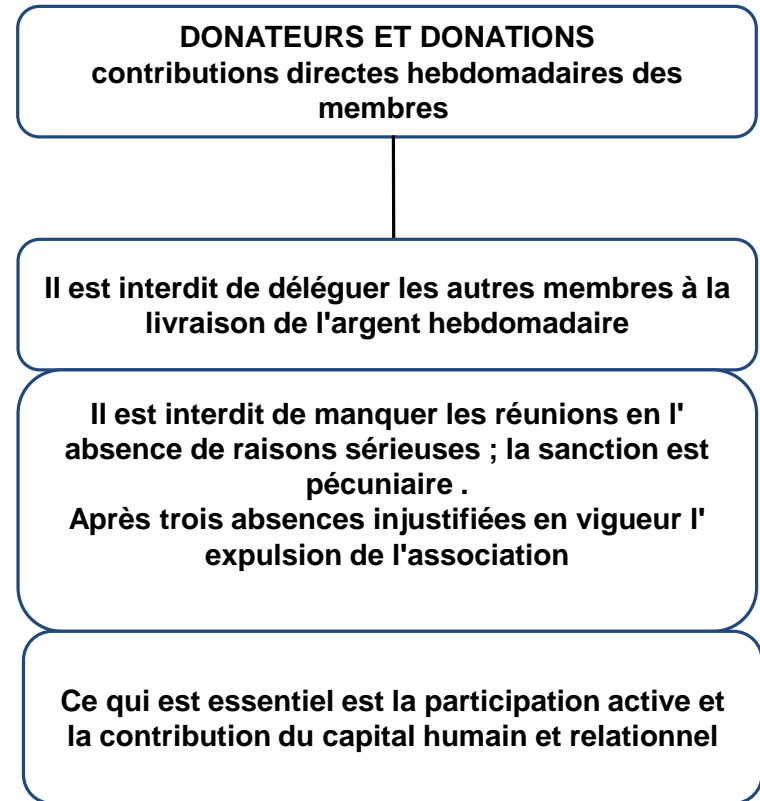 DONATEURS ET DONATIONS
contributions directes hebdomadaires des
membres
Il est interdit de déléguer les autres membres à la
livraison de l'argent hebdomadaire
Il est interdit de manquer les réunions en l'
absence de raisons sérieuses ; la sanction est
pécuniaire .
Après trois absences injustifiées en vigueur l'
expulsion de l'association
Ce qui est essentiel est la participation active et
la contribution du capital humain et relationnel